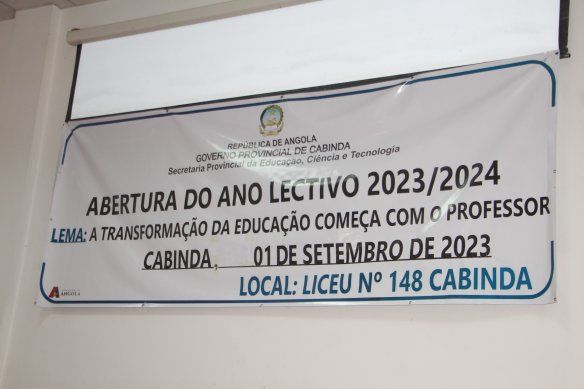 REPÚBLICA DE ANGOLA
GOVERNO PROVINCIAL DE CABINDA
Secretaria Provincial da Educação, Ciência e Tecnologia
ABERTURA DO ANO LECTIVO 2023/2024
LEMA: A TRANSFORMAÇÃO DA EDUCAÇÃO COMEÇA COM O PROFESSOR
CABINDA, 01 DE SETEMBRO DE 2023
LOCAL: LICEU Nº 148 CABINDA
ANGOLA